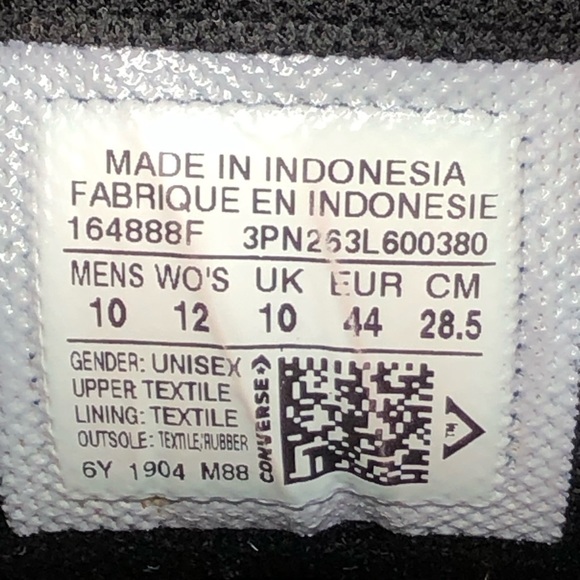 MADE IN INDONESIA
FABRIQUE EN INDONESIE
164888F 3PN263L600380
MENS WO'S UK EUR CM
10 12 10 44 28.5
GENDER: UNISEX
UPPER TEXTILE
LINING: TEXTILE
OUTSOLE: TEXTILE/RUBBER
6Y 1904 M88
CONVERSE